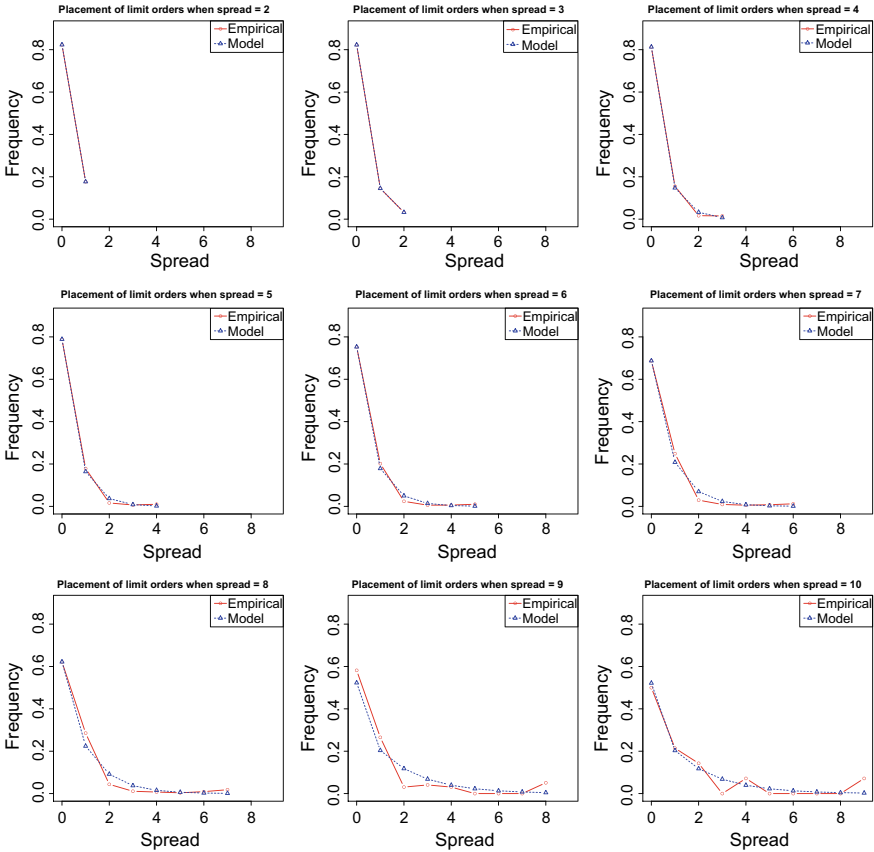 Placement of limit orders when spread = 2
Empirical
Model
Frequency
0.0 0.2 0.4 0.6 0.8
0 2 4 6 8
Spread
Placement of limit orders when spread = 3
Empirical
Model
Frequency
0.0 0.2 0.4 0.6 0.8
0 2 4 6 8
Spread
Placement of limit orders when spread = 4
Empirical
Model
Frequency
0.0 0.2 0.4 0.6 0.8
0 2 4 6 8
Spread
Placement of limit orders when spread = 5
Empirical
Model
Frequency
0.0 0.2 0.4 0.6 0.8
0 2 4 6 8
Spread
Placement of limit orders when spread = 6
Empirical
Model
Frequency
0.0 0.2 0.4 0.6 0.8
0 2 4 6 8
Spread
Placement of limit orders when spread = 7
Empirical
Model
Frequency
0.0 0.2 0.4 0.6 0.8
0 2 4 6 8
Spread
Placement of limit orders when spread = 8
Empirical
Model
Frequency
0.0 0.2 0.4 0.6 0.8
0 2 4 6 8
Spread
Placement of limit orders when spread = 9
Empirical
Model
Frequency
0.0 0.2 0.4 0.6 0.8
0 2 4 6 8
Spread
Placement of limit orders when spread = 10
Empirical
Model
Frequency
0.0 0.2 0.4 0.6 0.8
0 2 4 6 8
Spread